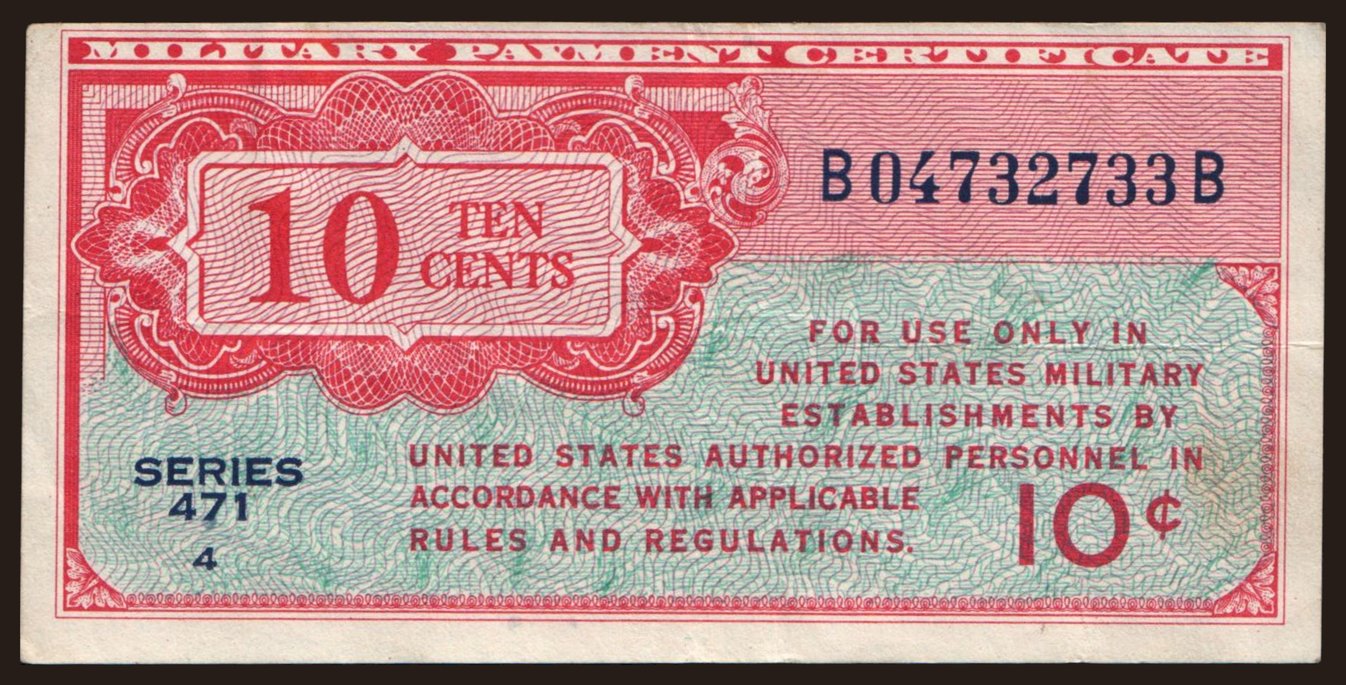 MILITARY PAYMENT CERTIFICATE
B04732733B
10 TEN
CENTS
FOR USE ONLY IN
UNITED STATES MILITARY
ESTABLISHMENTS BY
UNITED STATES AUTHORIZED PERSONNEL IN
ACCORDANCE WITH APPLICABLE
RULES AND REGULATIONS.
10¢
SERIES
471
4